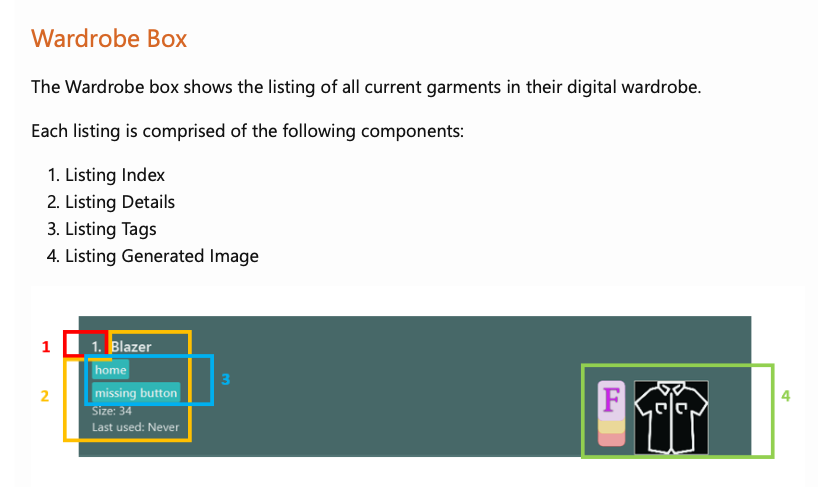 Wardrobe Box
The Wardrobe box shows the listing of all current garments in their digital wardrobe.
Each listing is comprised of the following components:
1. Listing Index
2. Listing Details
3. Listing Tags
4. Listing Generated Image
1
1. Blazer
home
3
2
missing button
Size: 34
Last used: Never
F
4